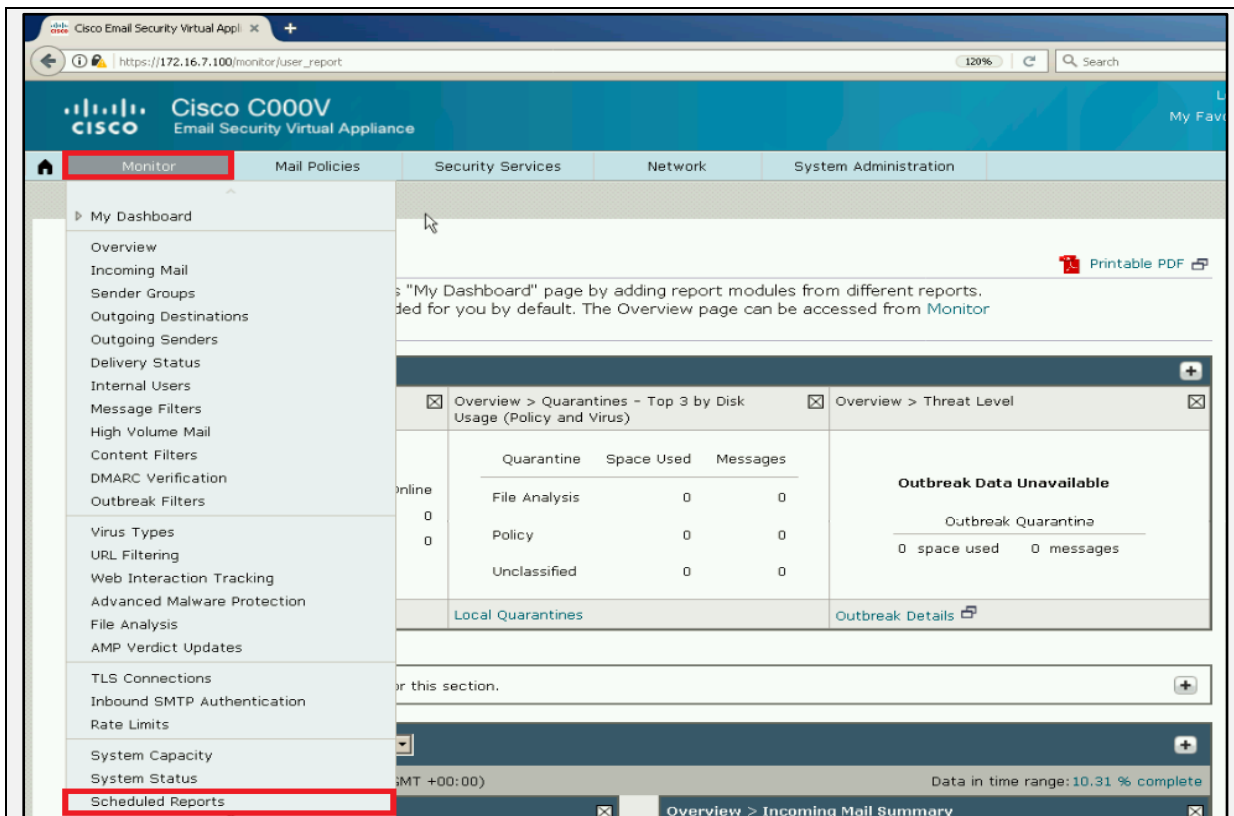 Cisco Email Security Virtual Appli
https://172.16.7.100/monitor/user_report
120%
Search
CISCO
Cisco C000V
Email Security Virtual Appliance
My Favo
Monitor
Mail Policies
Security Services
Network
System Administration
My Dashboard
Overview
Incoming Mail
Sender Groups
Outgoing Destinations
Outgoing Senders
Delivery Status
Internal Users
Message Filters
High Volume Mail
Content Filters
DMARC Verification
Outbreak Filters
Virus Types
URL Filtering
Web Interaction Tracking
Advanced Malware Protection
File Analysis
AMP Verdict Updates
TLS Connections
Inbound SMTP Authentication
Rate Limits
System Capacity
System Status
Scheduled Reports
Printable PDF
s "My Dashboard" page by adding report modules from different reports.
ded for you by default. The Overview page can be accessed from Monitor
Overview > Quarantines - Top 3 by Disk
Usage (Policy and Virus)
Overview > Threat Level
Quarantine Space Used Messages
File Analysis 0 0
Policy 0 0
Unclassified 0 0
nline
0
0
Outbreak Data Unavailable
Outbreak Quarantine
0 space used 0 messages
Local Quarantines
Outbreak Details
or this section.
GMT +00:00)
Data in time range: 10.31 % complete
Overview > Incoming Mail Summary